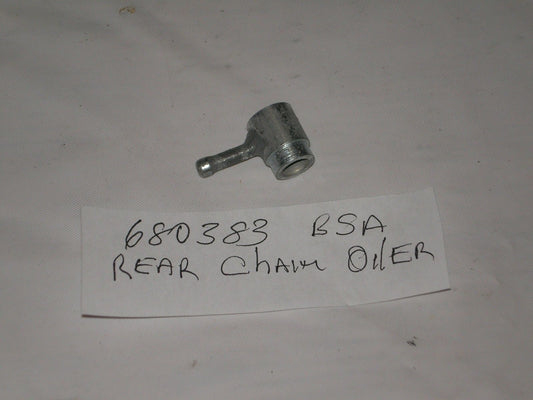 680383 BSA
REAR Chain OilER